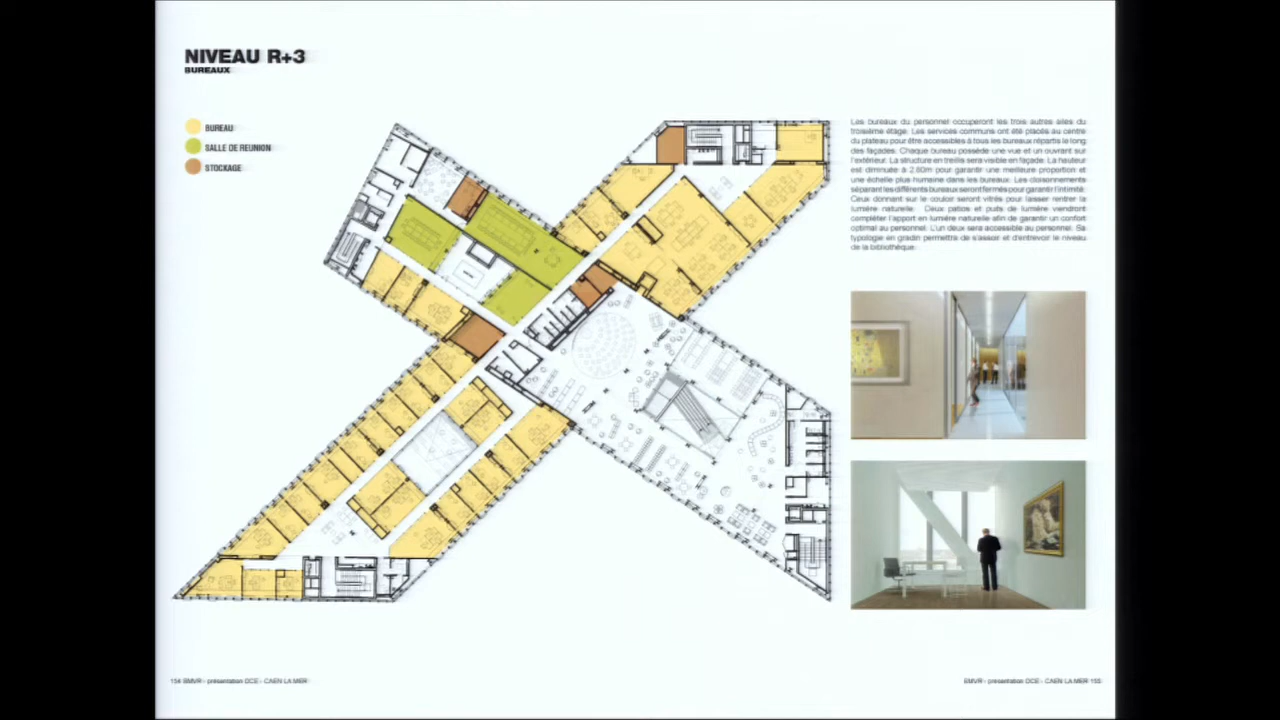 NIVEAU R+3
BUREAUX
BUREAU
SALLE DE REUNION
STOCKAGE
Les bureaux du personnel occuperont les trois autres ailes du
troisième étage. Les services communs ont été placés au centre
du plateau pour être accessibles à tous les bureaux répartis le long
des façades. Chaque bureau possède une vue et un ouvrant sur
l'extérieur. La structure en treillis sera visible en façade. La hauteur
est diminuée à 2.60m pour garantir une meilleure proportion et
une échelle plus humaine dans les bureaux. Les cloisonnements
séparant les différents bureaux seront fermés pour garantir l'intimité.
Ceux donnant sur le couloir seront vitrés pour laisser rentrer la
lumière naturelle. Deux patios et puits de lumière viendront
compléter l'apport en lumière naturelle afin de garantir un confort
optimal au personnel. L'un deux sera accessible au personnel. Sa
typologie en gradin permettra de s'assoir et d'entrevoir le niveau
de la bibliothèque.
154 BMVR - présentation DCE - CAEN LA MER
BMVR - présentation DCE - CAEN LA MER 155